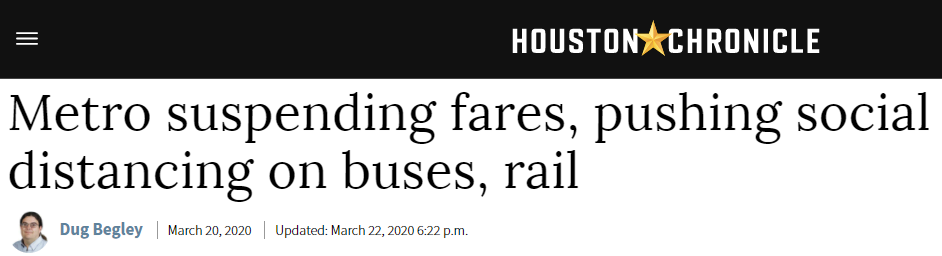 HOUSTON CHRONICLE
Metro suspending fares, pushing social
distancing on buses, rail
Dug Begley | March 20, 2020 | Updated: March 22, 2020 6:22 p.m.